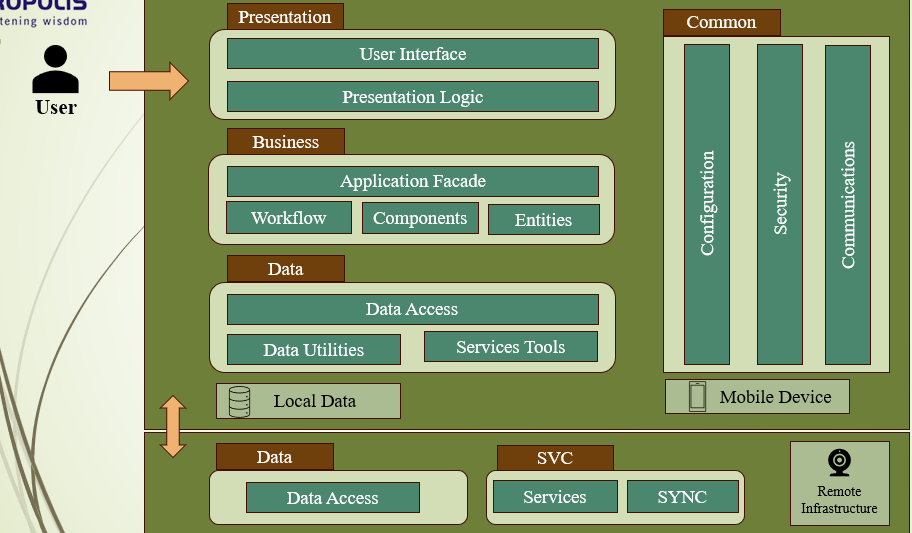 tening wisdom
User
Presentation
User Interface
Presentation Logic
Business
Application Facade
Workflow
Components
Entities
Data
Data Access
Data Utilities
Services Tools
Local Data
Common
Configuration
Security
Communications
Mobile Device
Data
Data Access
SVC
Services
SYNC
Remote
Infrastructure